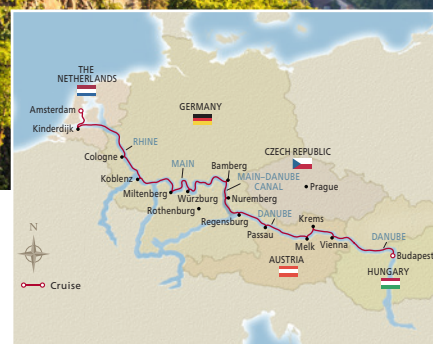 THE
NETHERLANDS
Amsterdam
Kinderdijk
GERMANY
RHINE
Cologne
Koblenz
MAIN
Bamberg
CZECH REPUBLIC
MAIN–DANUBE
CANAL
Prague
Miltenberg
Würzburg
Nuremberg
Rothenburg
Regensburg
DANUBE
Passau
Krems
Melk
Vienna
DANUBE
Budapest
AUSTRIA
HUNGARY
N
Cruise